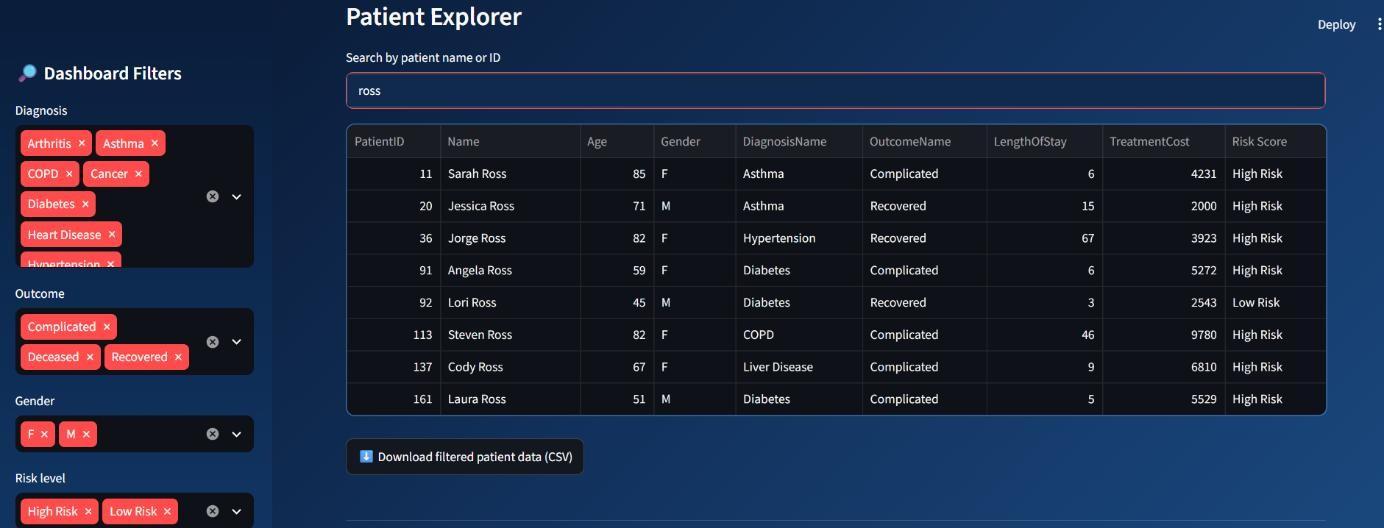 Patient Explorer
Deploy
Search by patient name or ID
ross
Dashboard Filters
Diagnosis
Arthritis × Asthma ×
COPD × Cancer ×
Diabetes ×
Heart Disease ×
Hypertension ×
Outcome
Complicated ×
Deceased × Recovered ×
Gender
F × M ×
Risk level
High Risk × Low Risk ×
PatientID Name Age Gender DiagnosisName OutcomeName LengthOfStay TreatmentCost Risk Score
11 Sarah Ross 85 F Asthma Complicated 6 4231 High Risk
20 Jessica Ross 71 M Asthma Recovered 15 2000 High Risk
36 Jorge Ross 82 F Hypertension Recovered 67 3923 High Risk
91 Angela Ross 59 F Diabetes Complicated 6 5272 High Risk
92 Lori Ross 45 M Diabetes Recovered 3 2543 Low Risk
113 Steven Ross 82 F COPD Complicated 46 9780 High Risk
137 Cody Ross 67 F Liver Disease Complicated 9 6810 High Risk
161 Laura Ross 51 M Diabetes Complicated 5 5529 High Risk
Download filtered patient data (CSV)